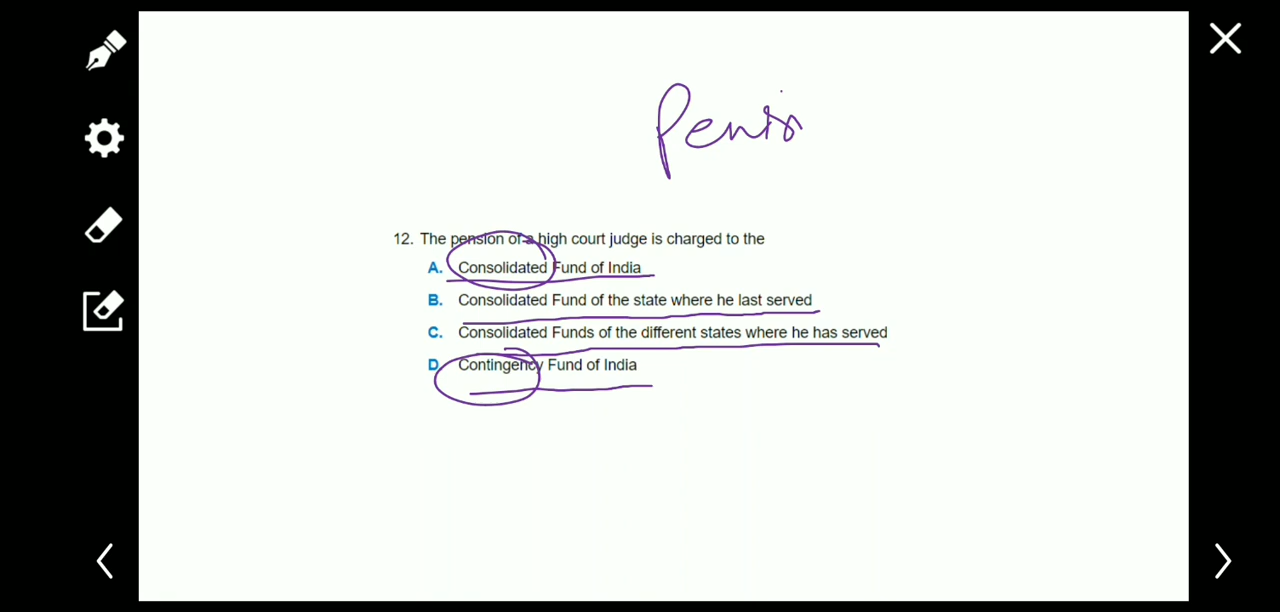 12. The pension of a high court judge is charged to the
A. Consolidated Fund of India
B. Consolidated Fund of the state where he last served
C. Consolidated Funds of the different states where he has served
D. Contingency Fund of India